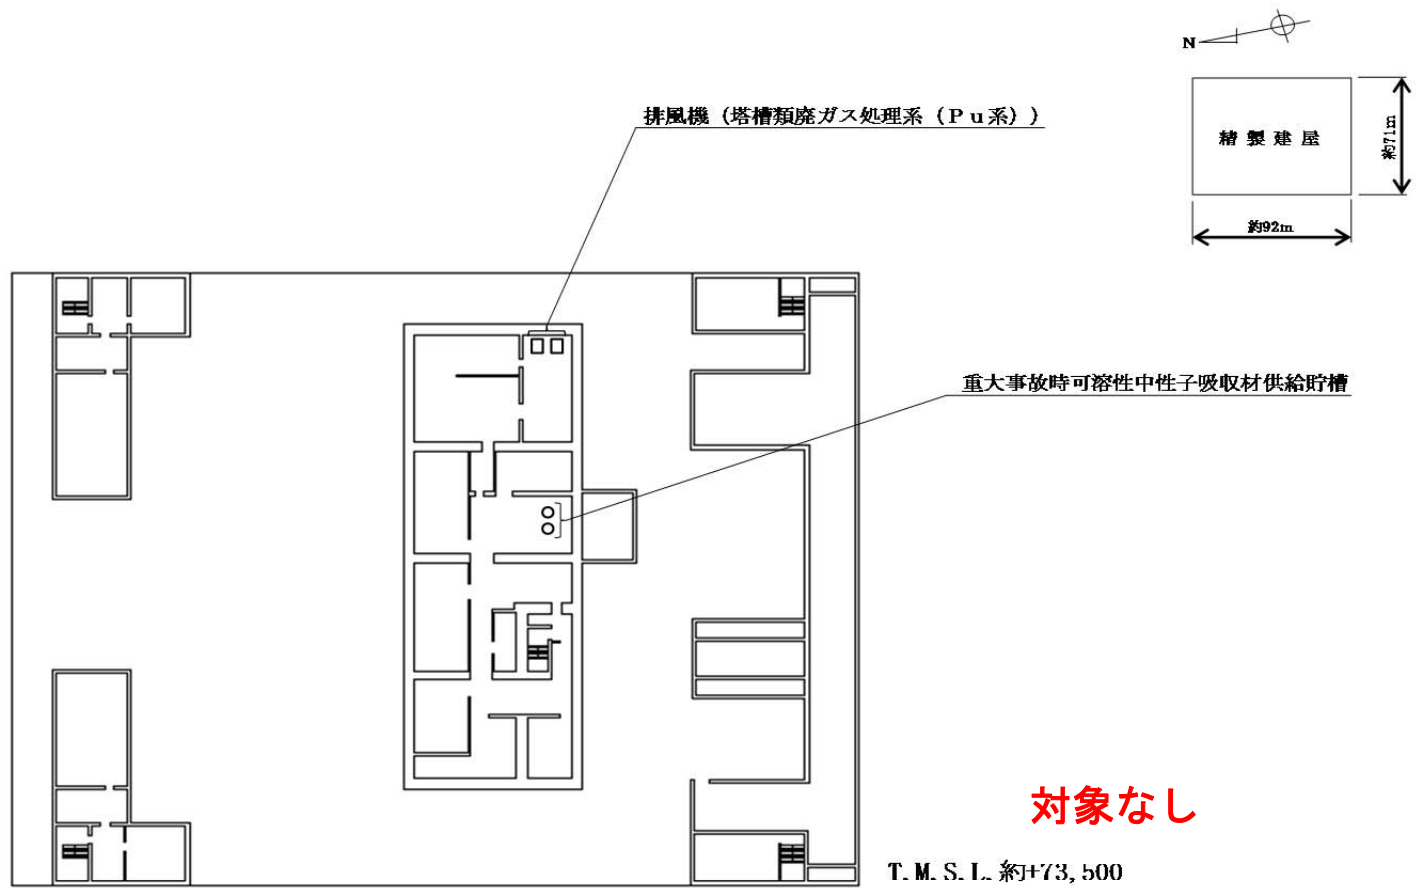 N
排風機（塔槽類廃ガス処理系（Ｐｕ系））
精製建屋
約71m
約92m
重大事故時可溶性中性子吸収材供給貯槽
対象なし
T.M.S.L.約+73,500